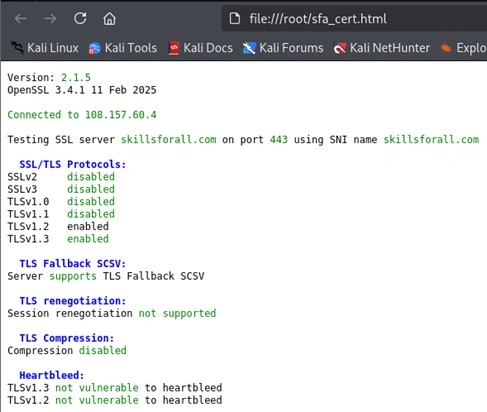 file:///root/sfa_cert.html
Kali Linux Kali Tools Kali Docs Kali Forums Kali NetHunter Explo
Version: 2.1.5
OpenSSL 3.4.1 11 Feb 2025
Connected to 108.157.60.4
Testing SSL server skillsforall.com on port 443 using SNI name skillsforall.com
SSL/TLS Protocols:
SSLv2 disabled
SSLv3 disabled
TLSv1.0 disabled
TLSv1.1 disabled
TLSv1.2 enabled
TLSv1.3 enabled
TLS Fallback SCSV:
Server supports TLS Fallback SCSV
TLS renegotiation:
Session renegotiation not supported
TLS Compression:
Compression disabled
Heartbleed:
TLSv1.3 not vulnerable to heartbleed
TLSv1.2 not vulnerable to heartbleed